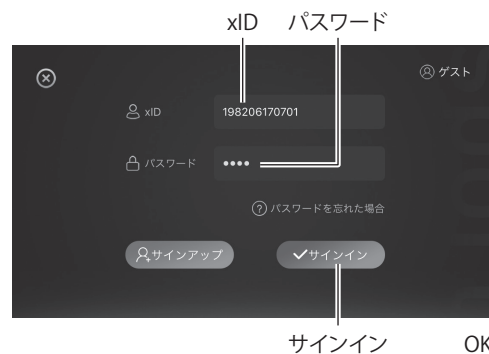 xID パスワード
ゲスト
xID 198206170701
パスワード ••••
? パスワードを忘れた場合
サインアップ サインイン
サインイン OK